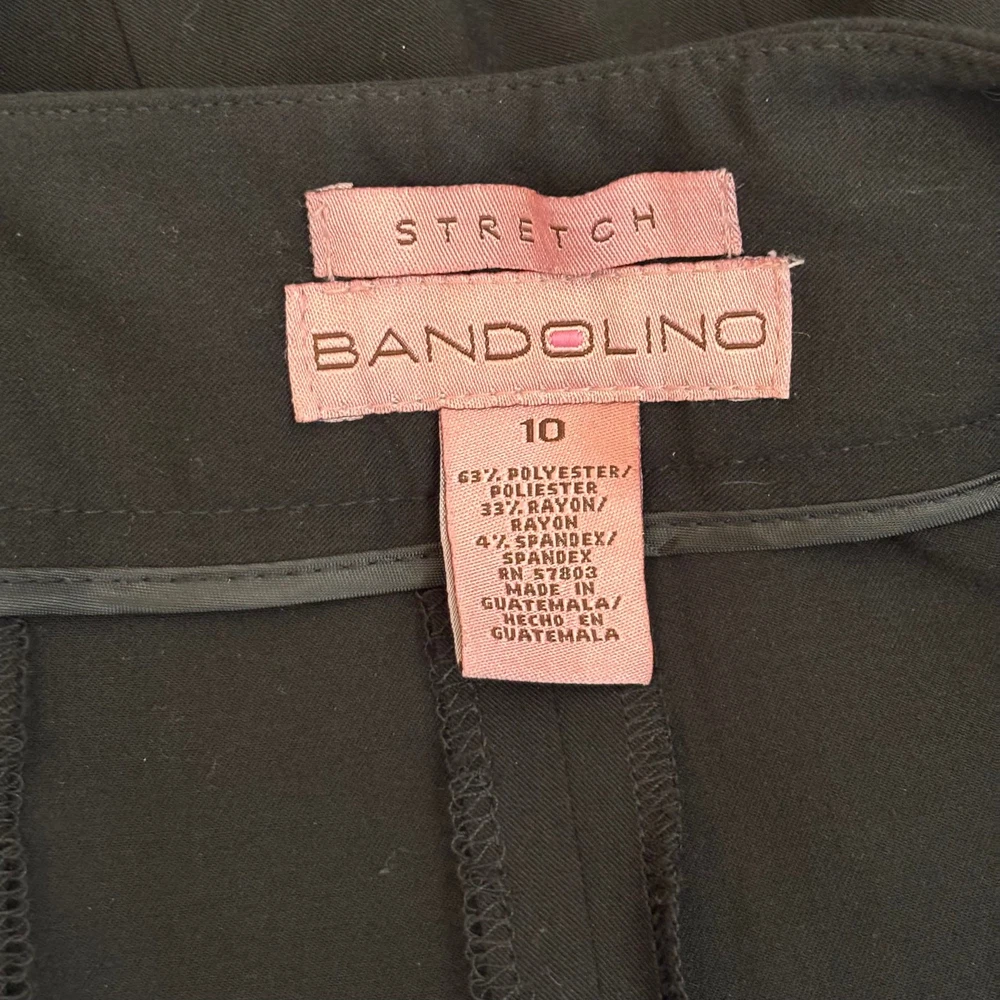 STRETCH
BANDOLINO
10
63% POLYESTER/
POLIESTER
33% RAYON/
RAYON
4% SPANDEX/
SPANDEX
RN 57803
MADE IN
GUATEMALA/
HECHO EN
GUATEMALA